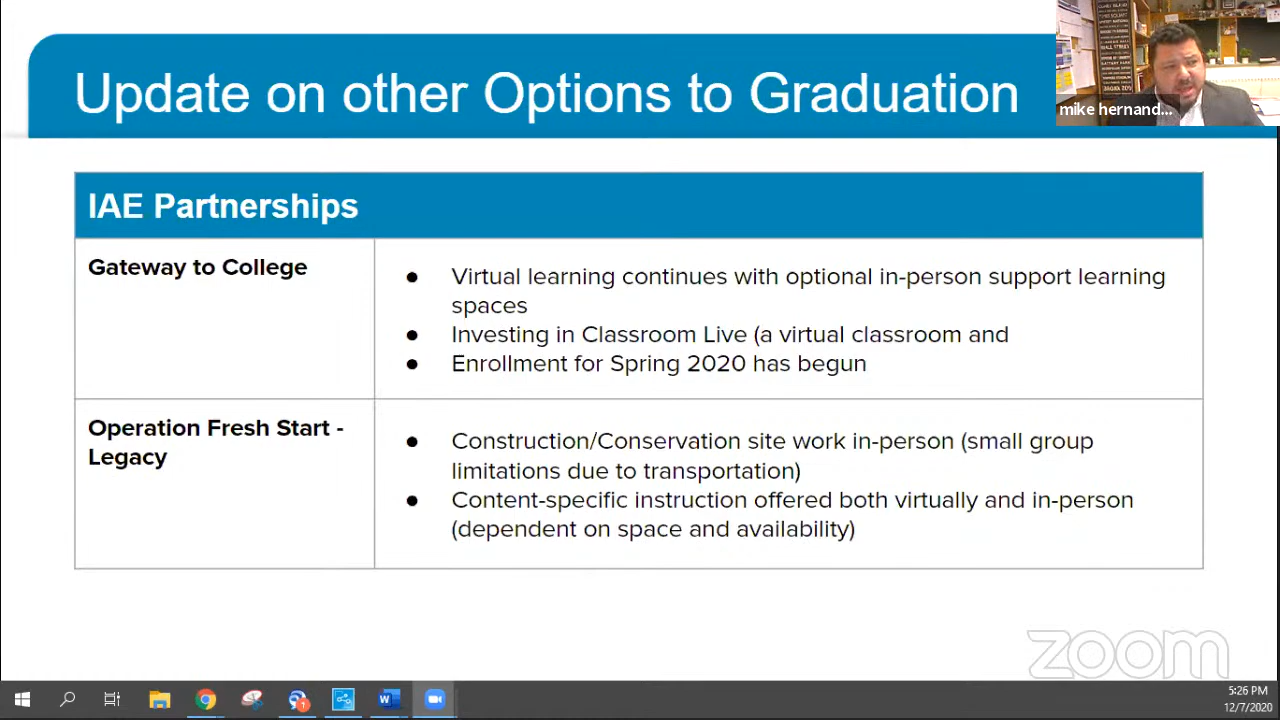 Update on other Options to Graduation
mike hernand...
IAE Partnerships
Gateway to College
● Virtual learning continues with optional in-person support learning
spaces
● Investing in Classroom Live (a virtual classroom and
● Enrollment for Spring 2020 has begun
Operation Fresh Start -
Legacy
● Construction/Conservation site work in-person (small group
limitations due to transportation)
● Content-specific instruction offered both virtually and in-person
(dependent on space and availability)
zoom
5:26 PM
12/7/2020